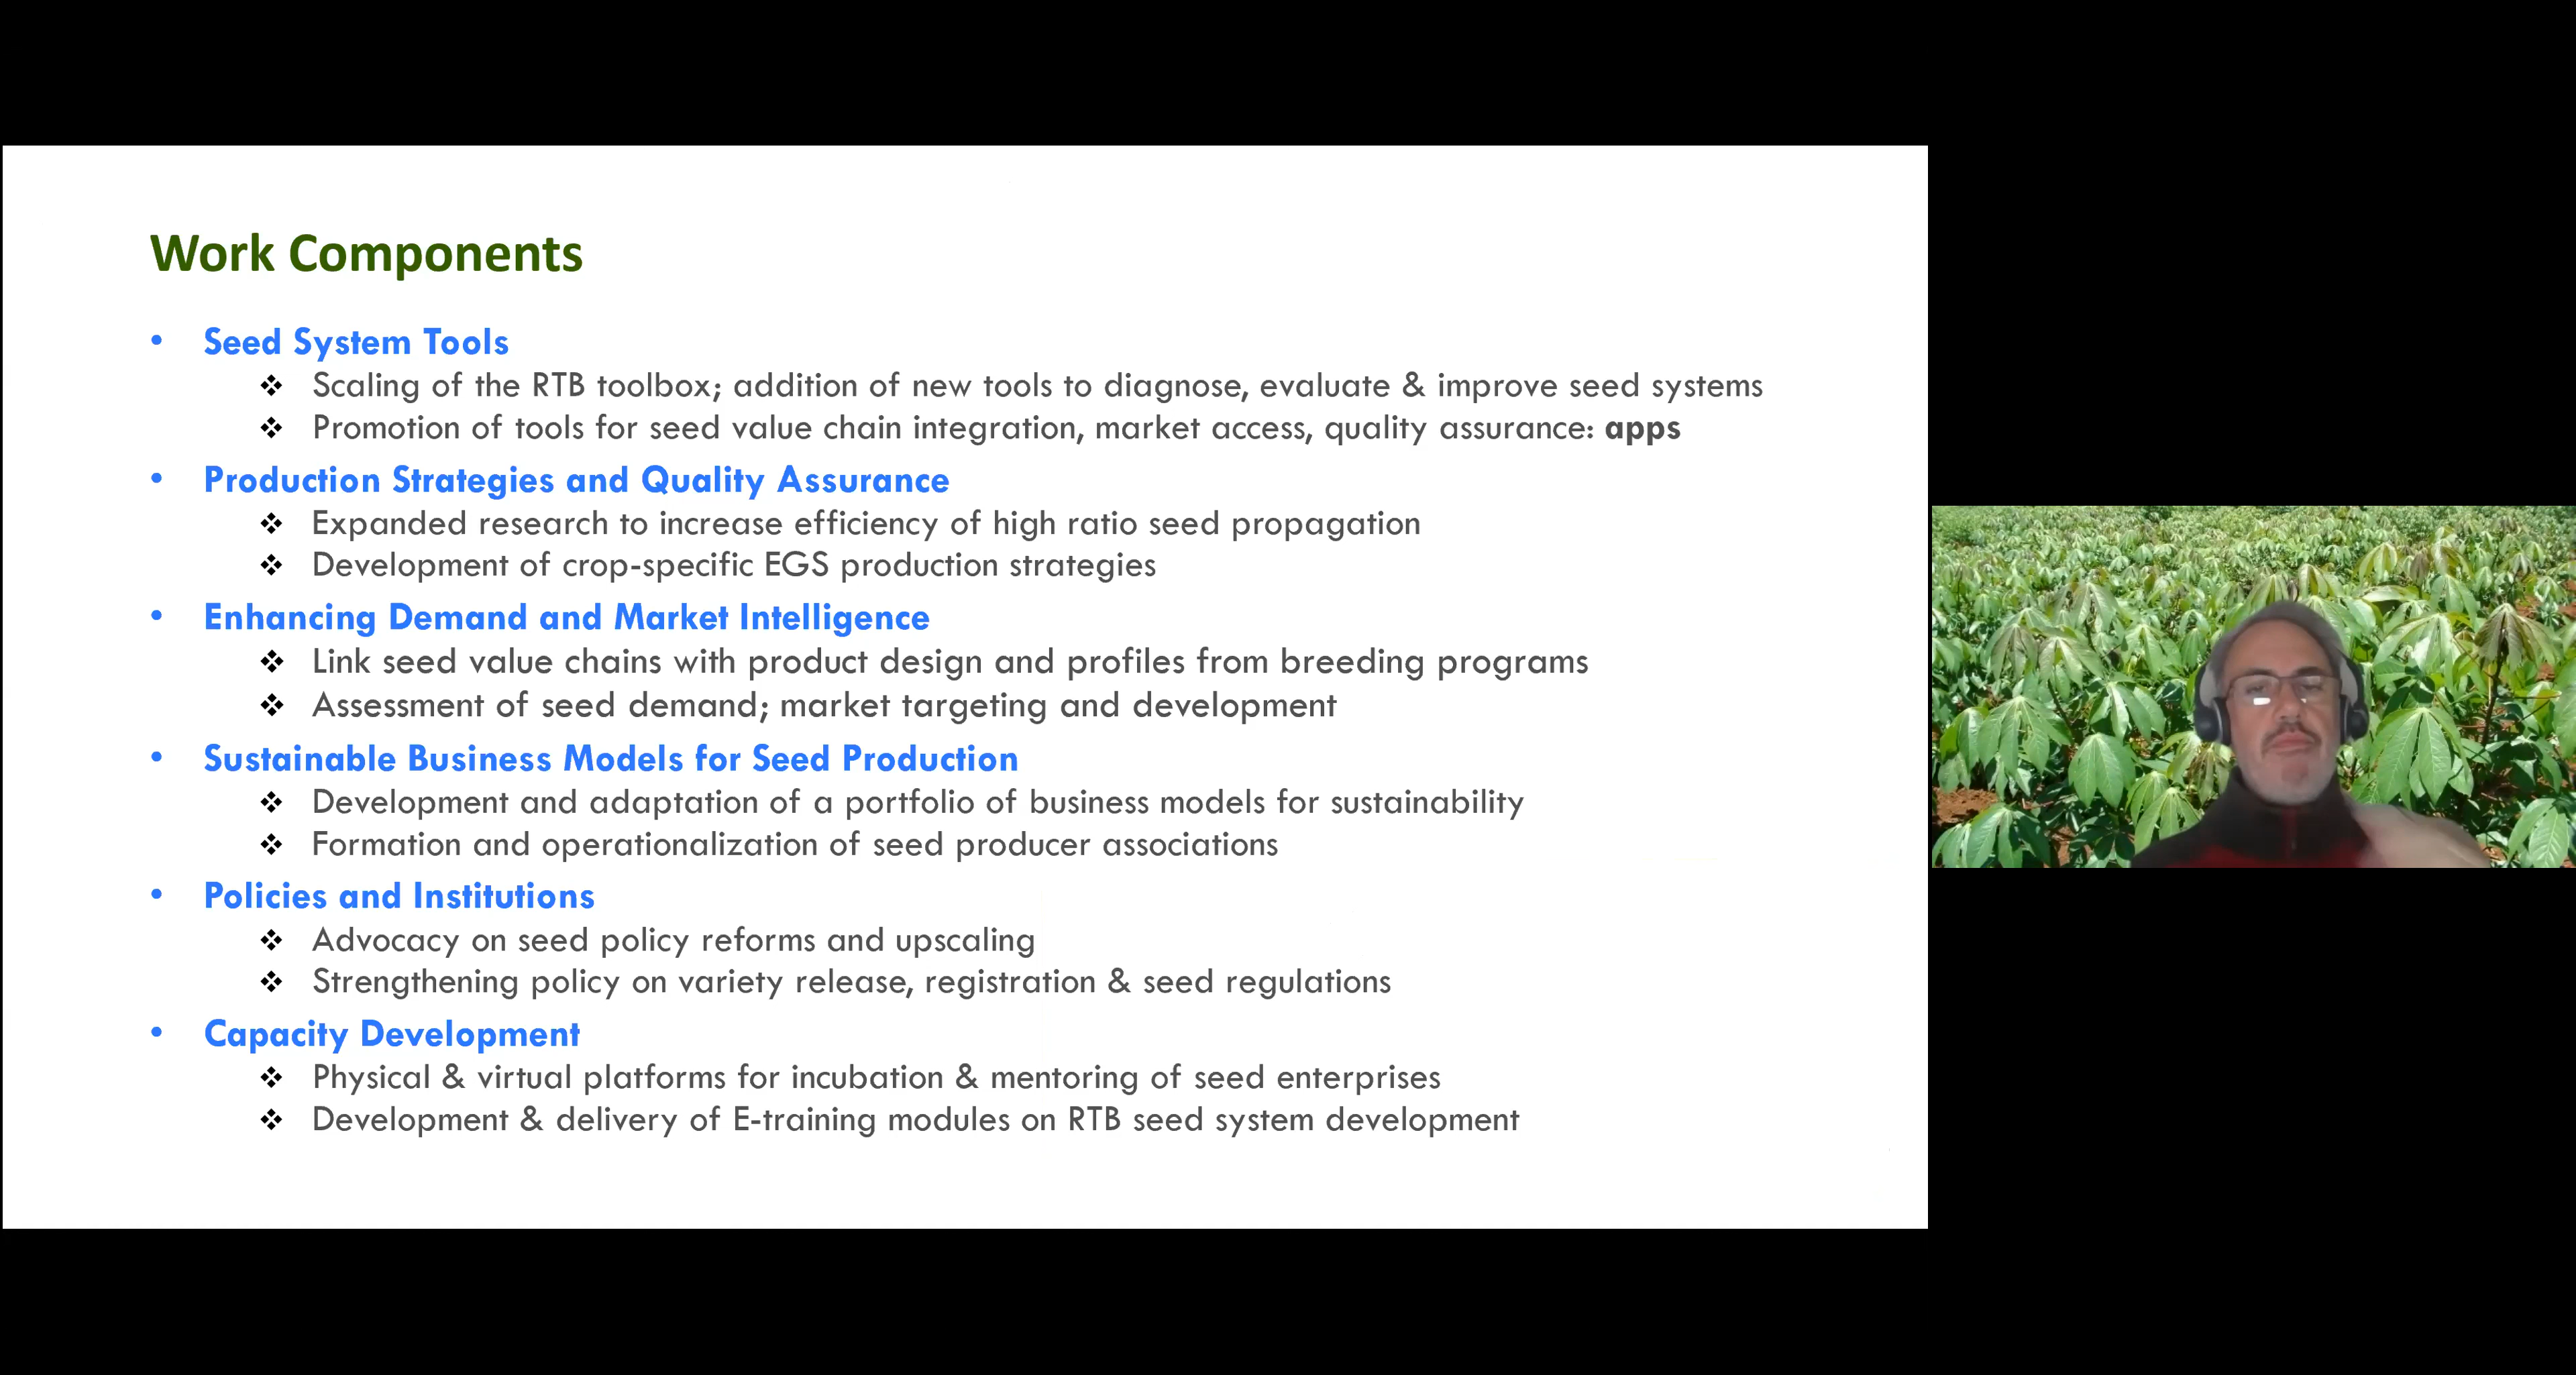 Work Components
• Seed System Tools
❖ Scaling of the RTB toolbox; addition of new tools to diagnose, evaluate & improve seed systems
❖ Promotion of tools for seed value chain integration, market access, quality assurance: apps
• Production Strategies and Quality Assurance
❖ Expanded research to increase efficiency of high ratio seed propagation
❖ Development of crop-specific EGS production strategies
• Enhancing Demand and Market Intelligence
❖ Link seed value chains with product design and profiles from breeding programs
❖ Assessment of seed demand; market targeting and development
• Sustainable Business Models for Seed Production
❖ Development and adaptation of a portfolio of business models for sustainability
❖ Formation and operationalization of seed producer associations
• Policies and Institutions
❖ Advocacy on seed policy reforms and upscaling
❖ Strengthening policy on variety release, registration & seed regulations
• Capacity Development
❖ Physical & virtual platforms for incubation & mentoring of seed enterprises
❖ Development & delivery of E-training modules on RTB seed system development